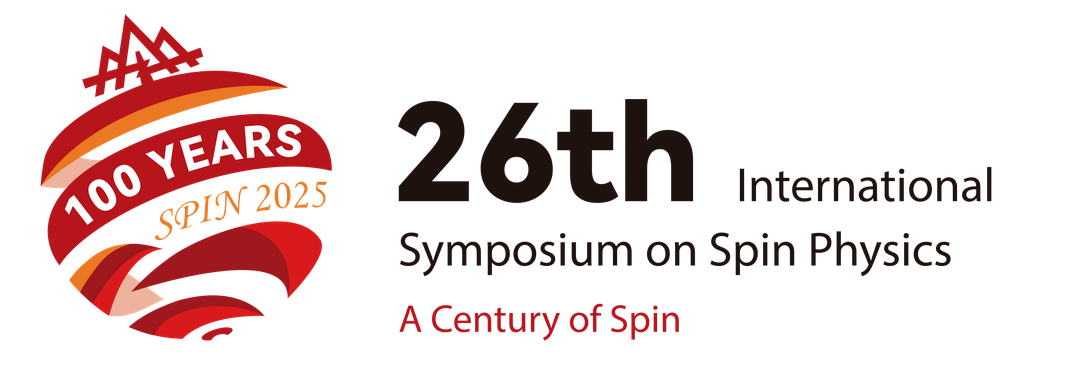 100 YEARS
SPIN 2025
26th International
Symposium on Spin Physics
A Century of Spin